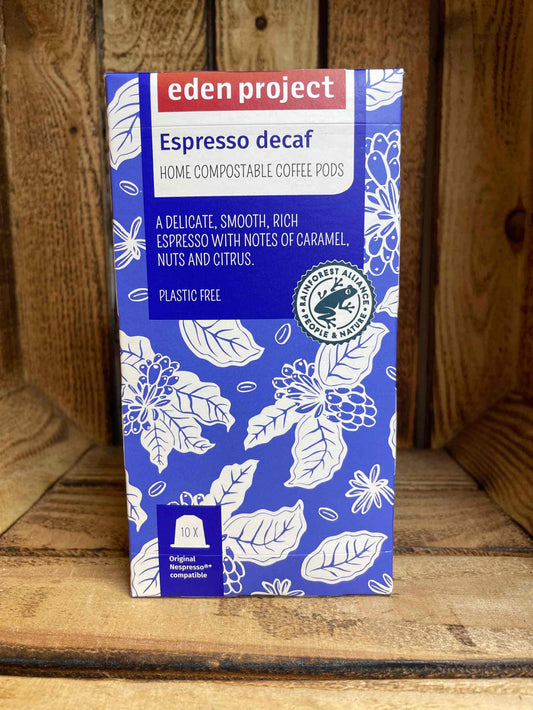 eden project
Espresso decaf
HOME COMPOSTABLE COFFEE PODS
A DELICATE, SMOOTH, RICH
ESPRESSO WITH NOTES OF CARAMEL,
NUTS AND CITRUS.
PLASTIC FREE
RAINFOREST ALLIANCE
PEOPLE & NATURE
10 X
Original
Nespresso®*
compatible